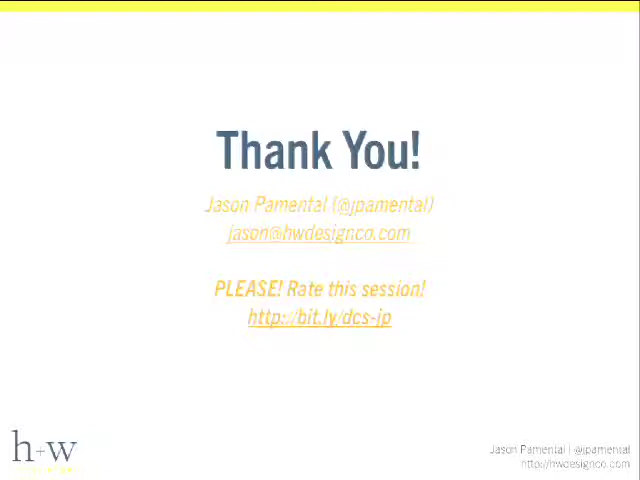 Thank You!
Jason Pamental (@jpamental)
jason@hwdesignco.com
PLEASE! Rate this session!
http://bit.ly/dcs-jp
h+w
Jason Pamental | @jpamental
http://hwdesignco.com